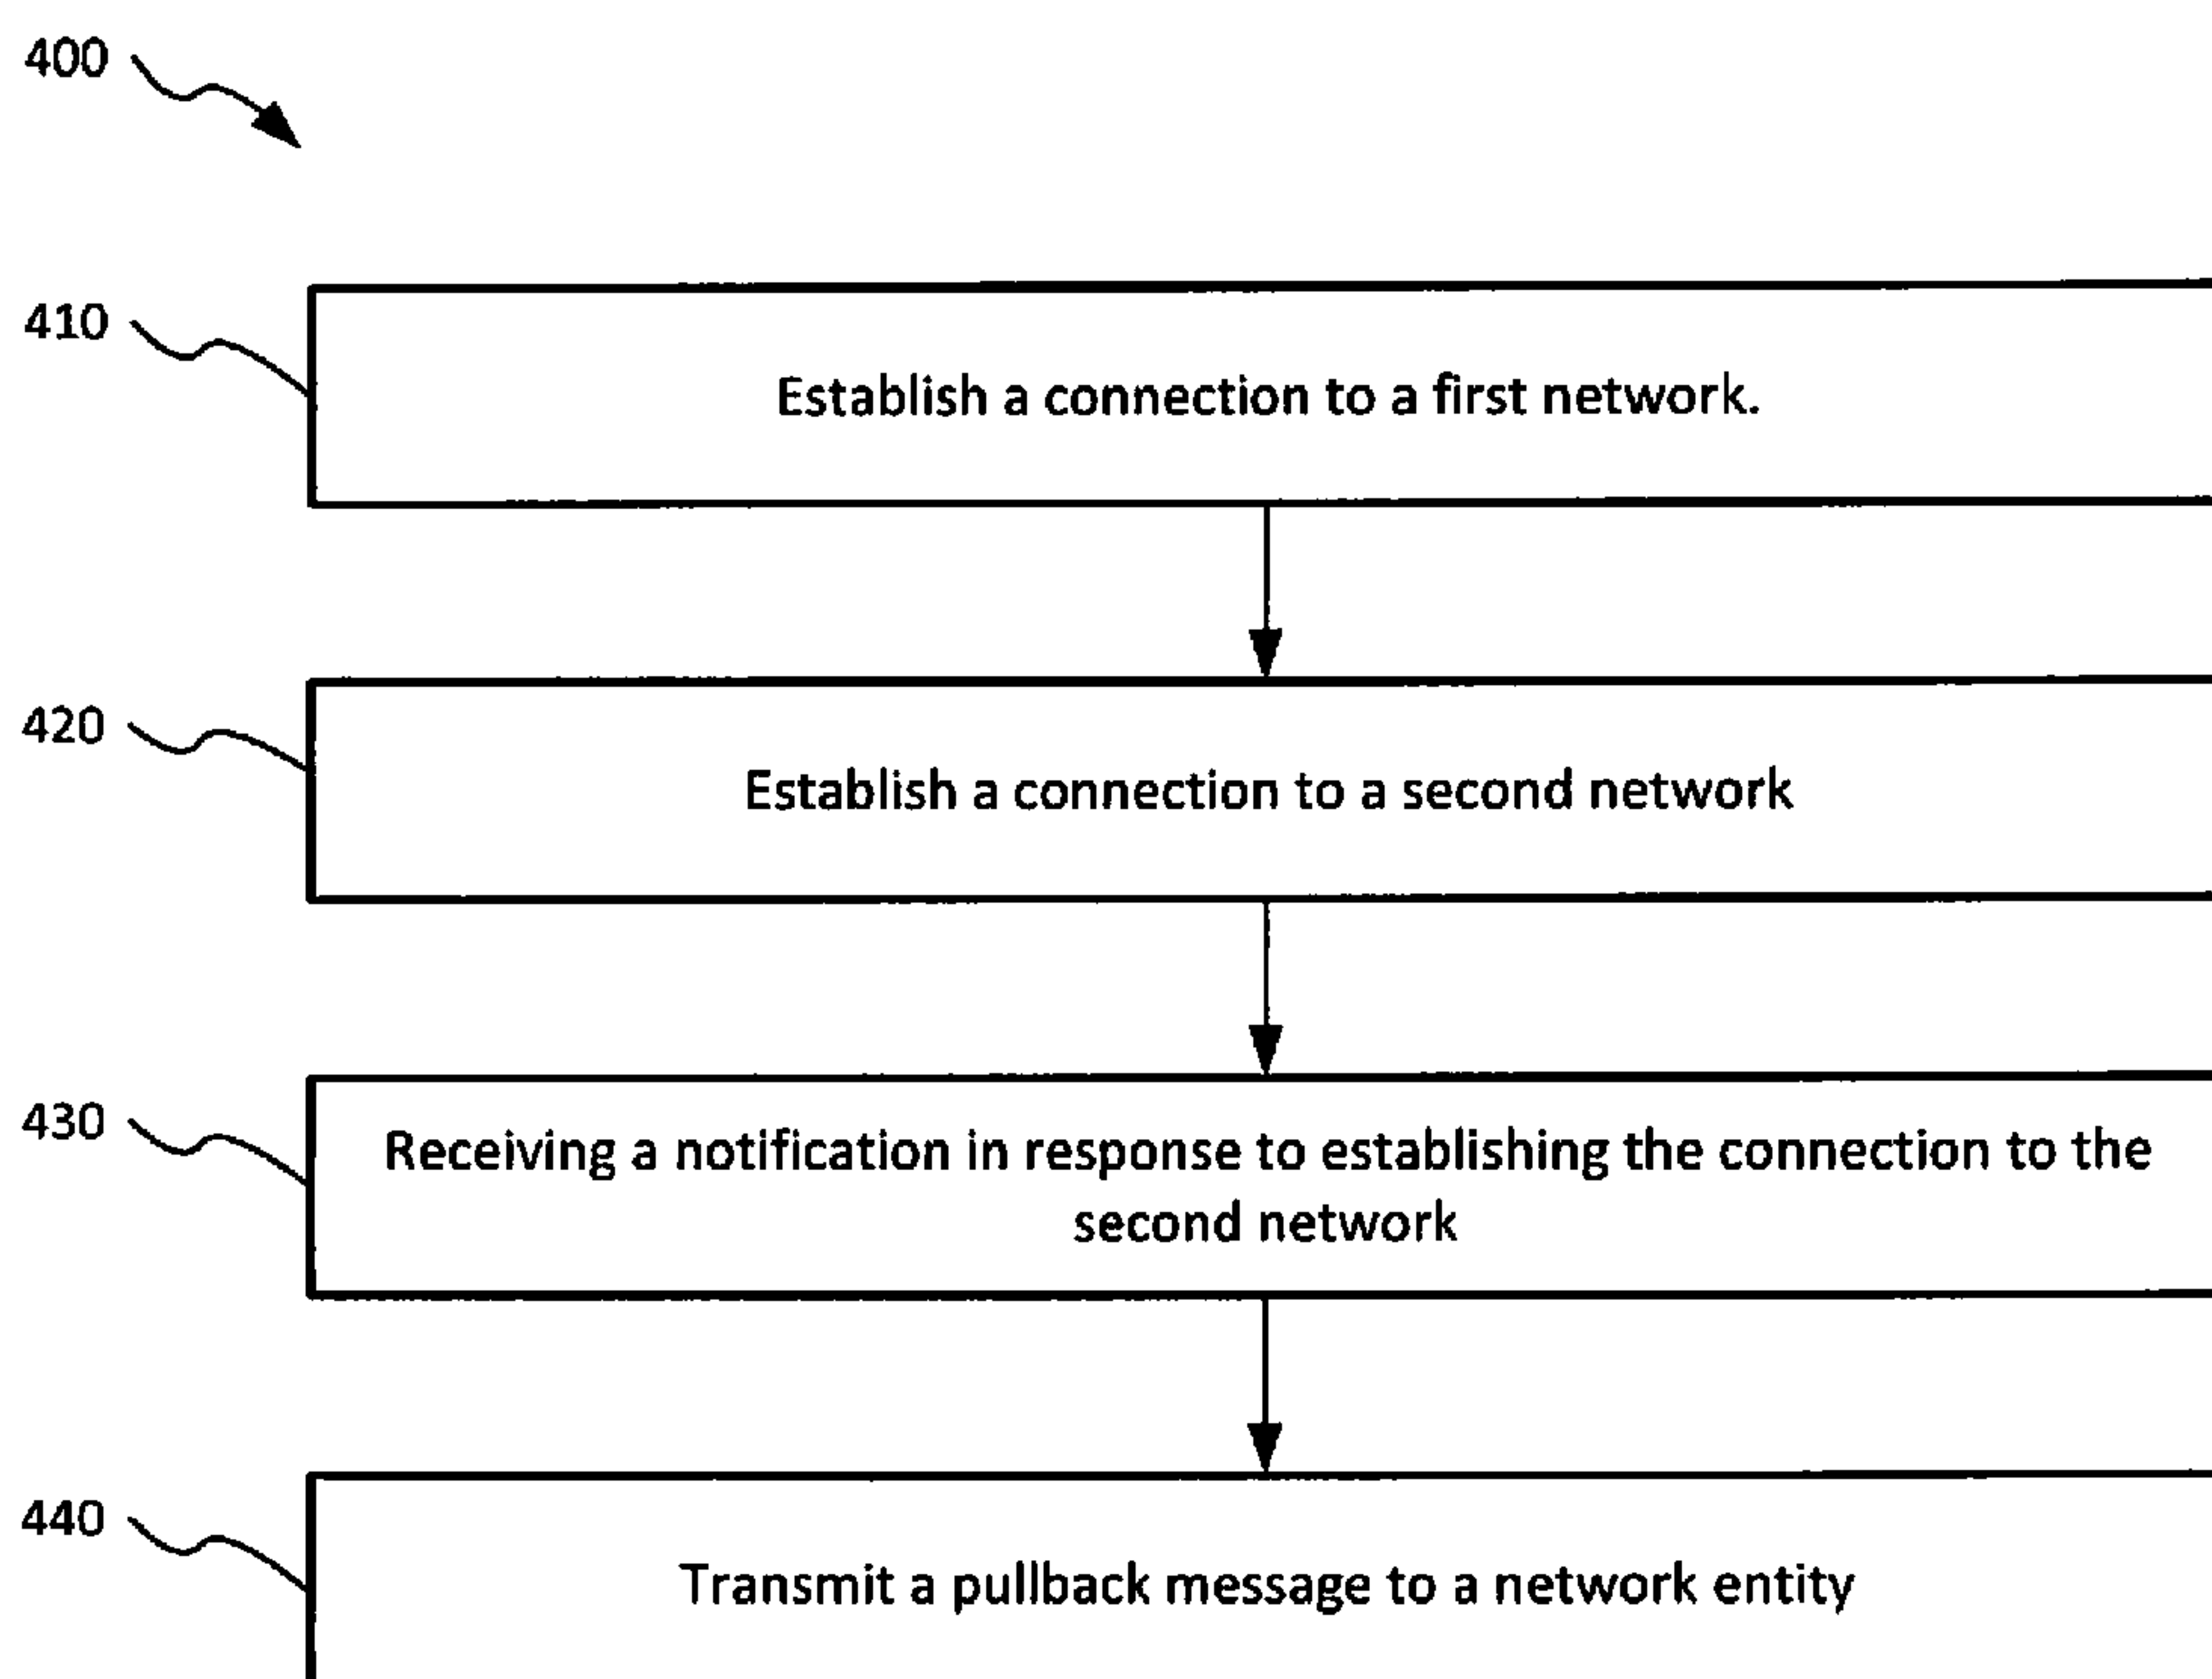 400
410
Establish a connection to a first network.
420
Establish a connection to a second network
430
Receiving a notification in response to establishing the connection to the
second network
440
Transmit a pullback message to a network entity